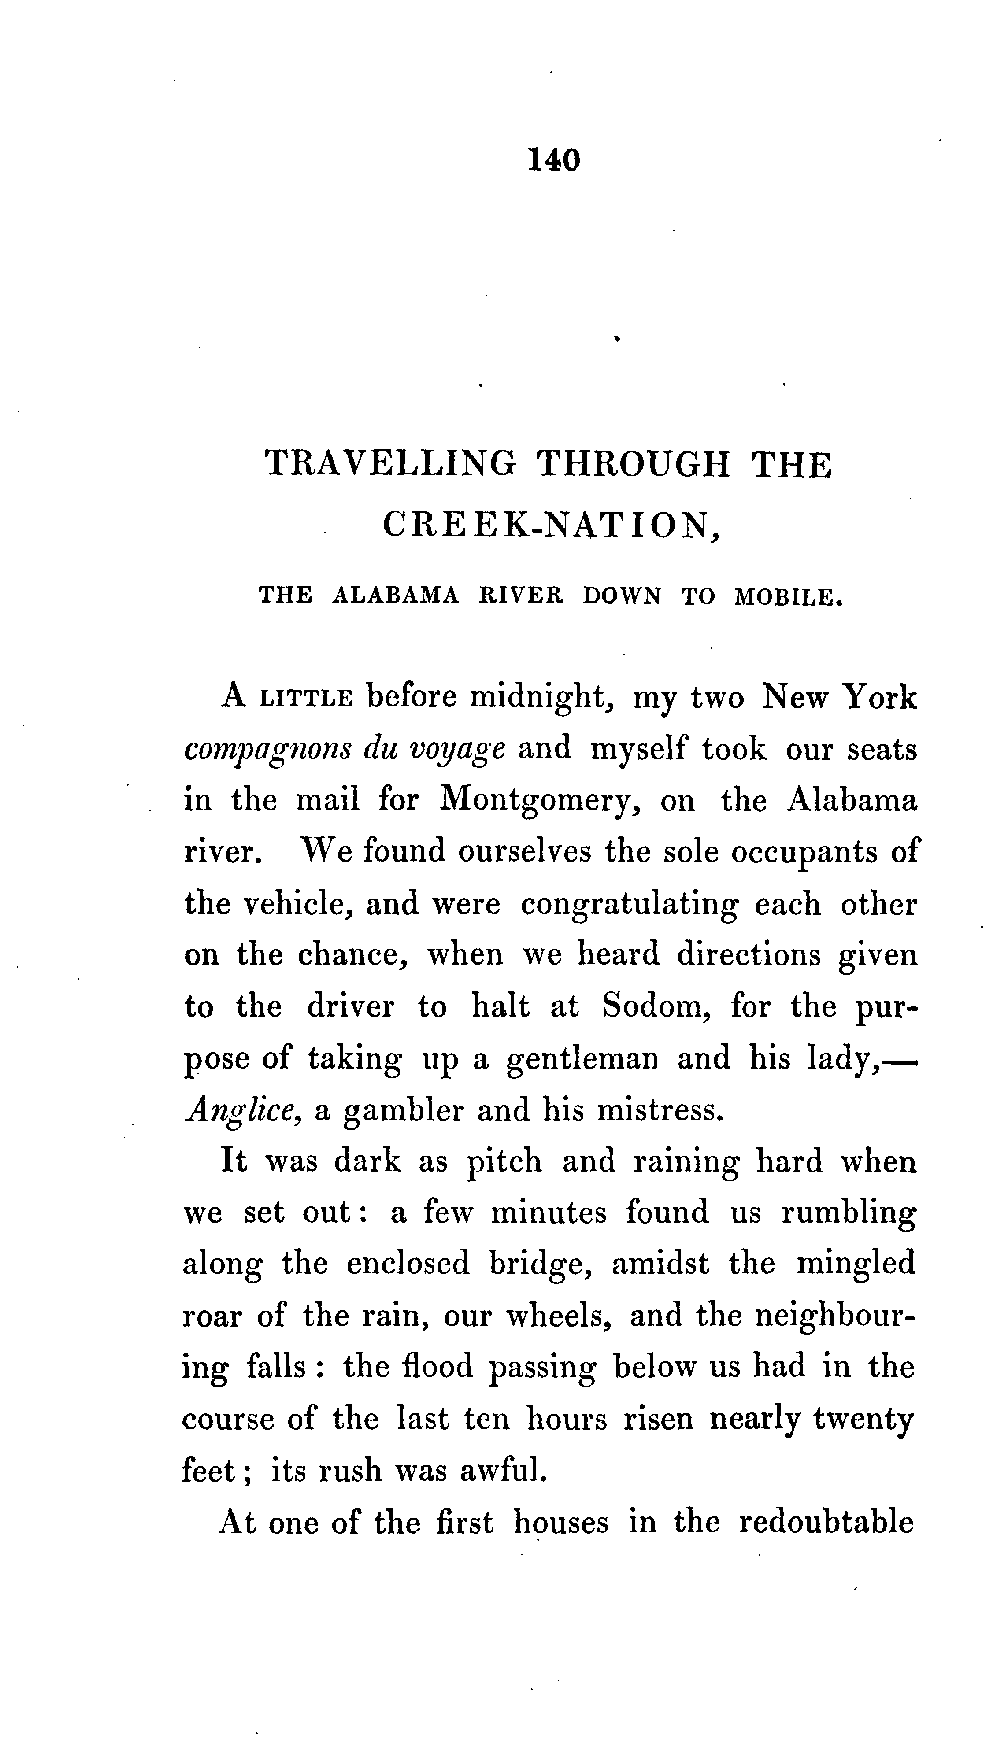 140
TRAVELLING THROUGH THE
CREEK-NATION,
THE ALABAMA RIVER DOWN TO MOBILE.
A LITTLE before midnight, my two New York
compagnons du voyage and myself took our seats
in the mail for Montgomery, on the Alabama
river. We found ourselves the sole occupants of
the vehicle, and were congratulating each other
on the chance, when we heard directions given
to the driver to halt at Sodom, for the pur-
pose of taking up a gentleman and his lady,—
Anglice, a gambler and his mistress.
It was dark as pitch and raining hard when
we set out: a few minutes found us rumbling
along the enclosed bridge, amidst the mingled
roar of the rain, our wheels, and the neighbour-
ing falls: the flood passing below us had in the
course of the last ten hours risen nearly twenty
feet; its rush was awful.
At one of the first houses in the redoubtable